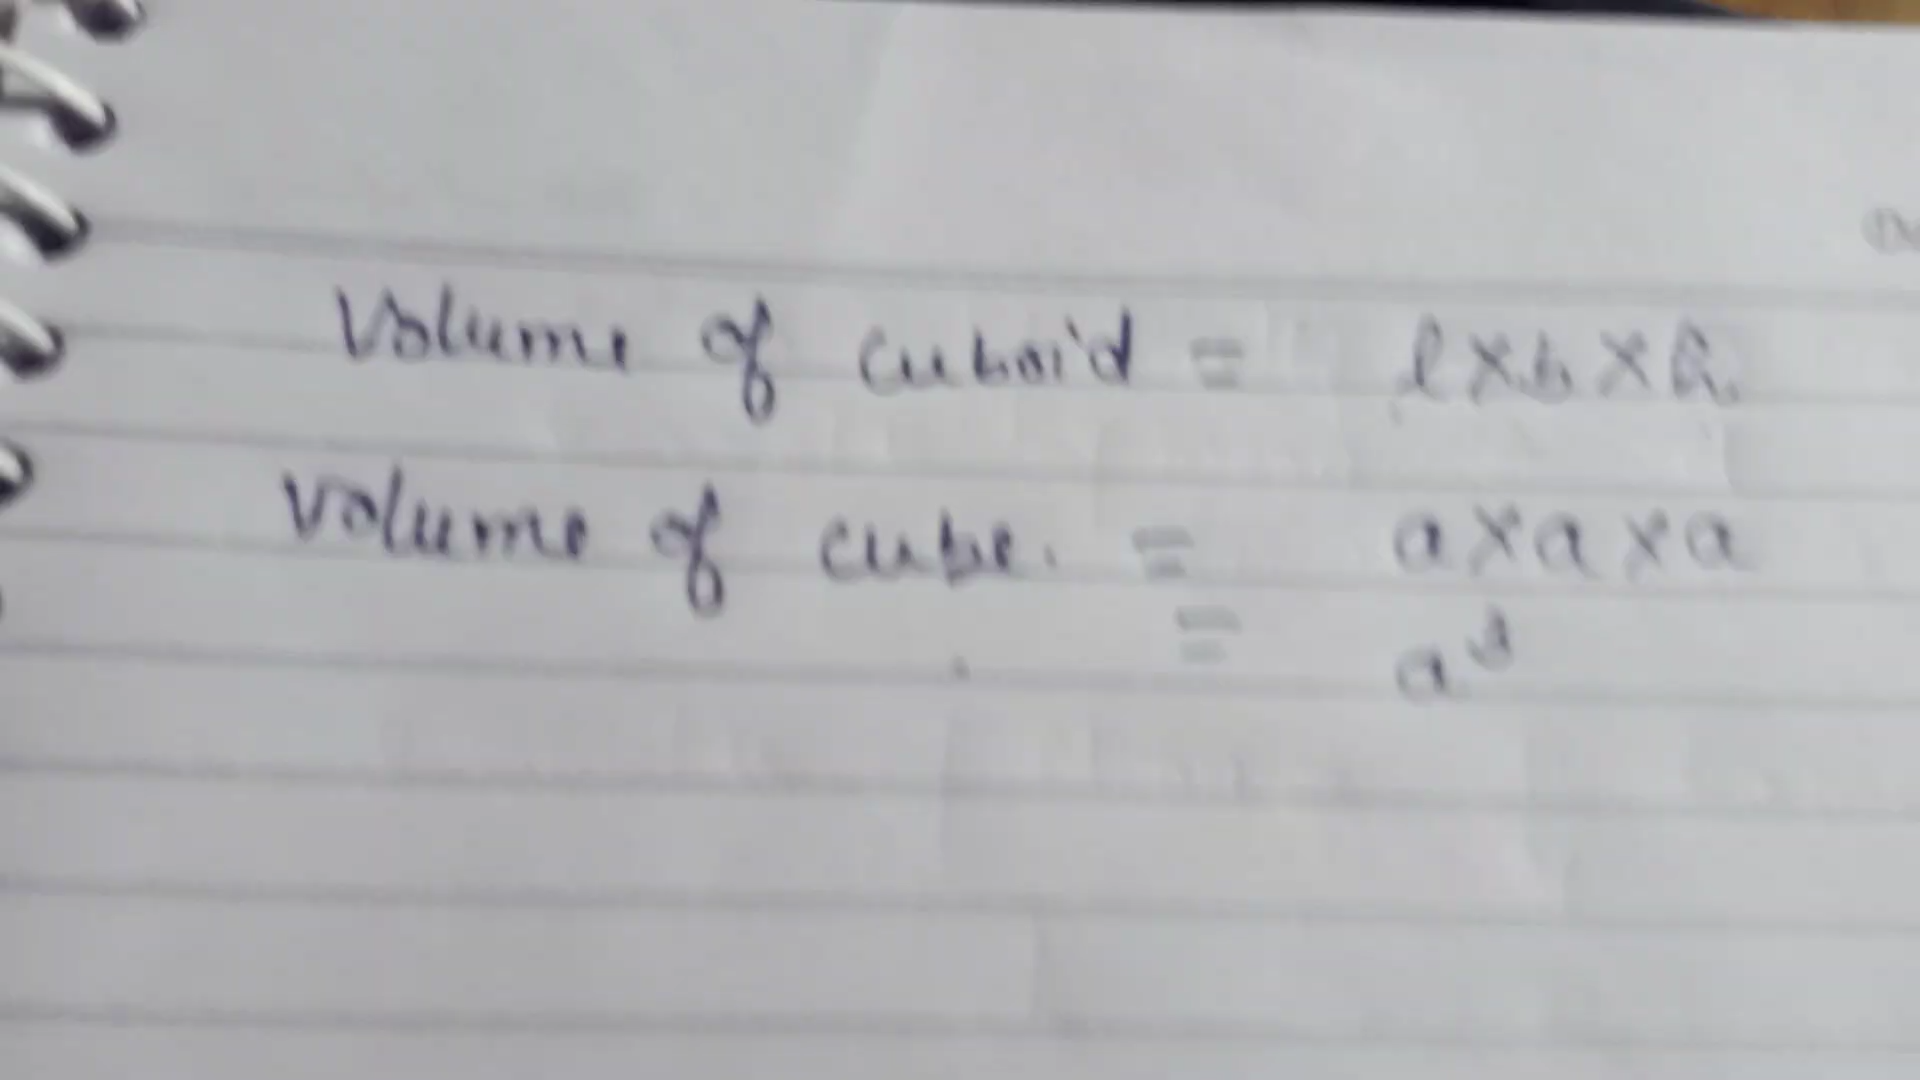 Volume of cuboid = l×b×h
Volume of cube. = a×a×a
= a³